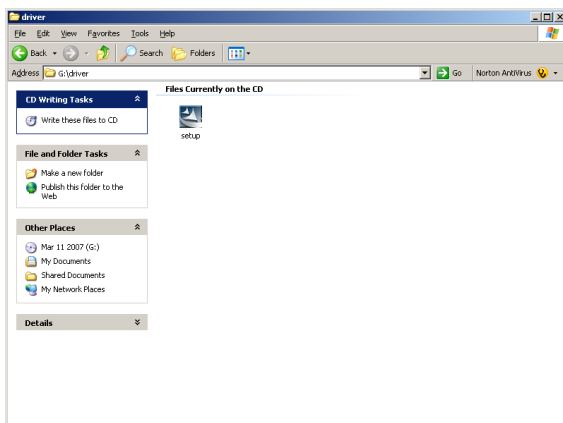 driver
File Edit View Favorites Tools Help
Back Search Folders
Address G:\driver Go Norton AntiVirus
Files Currently on the CD
CD Writing Tasks
Write these files to CD
setup
File and Folder Tasks
Make a new folder
Publish this folder to the
Web
Other Places
Mar 11 2007 (G:)
My Documents
Shared Documents
My Network Places
Details